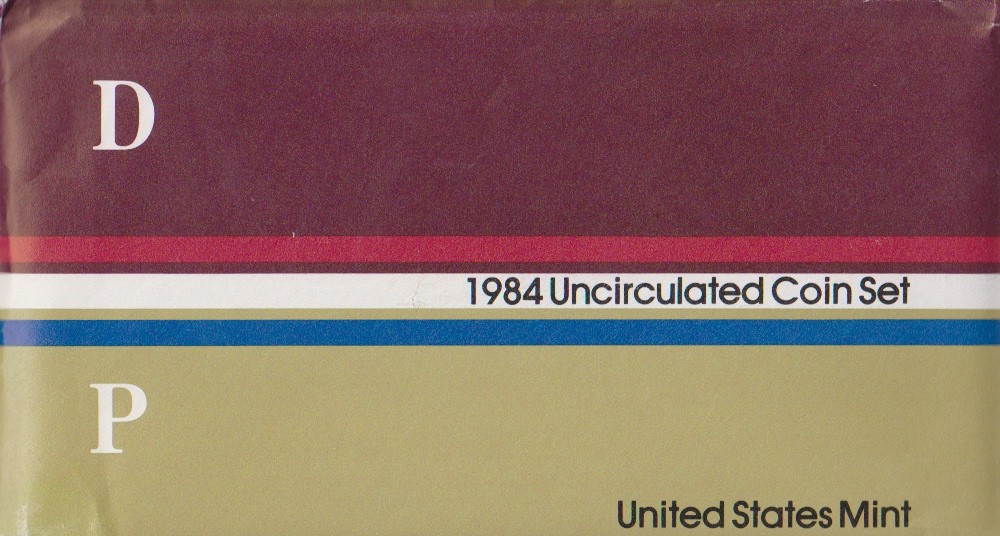 D
1984 Uncirculated Coin Set
P
United States Mint